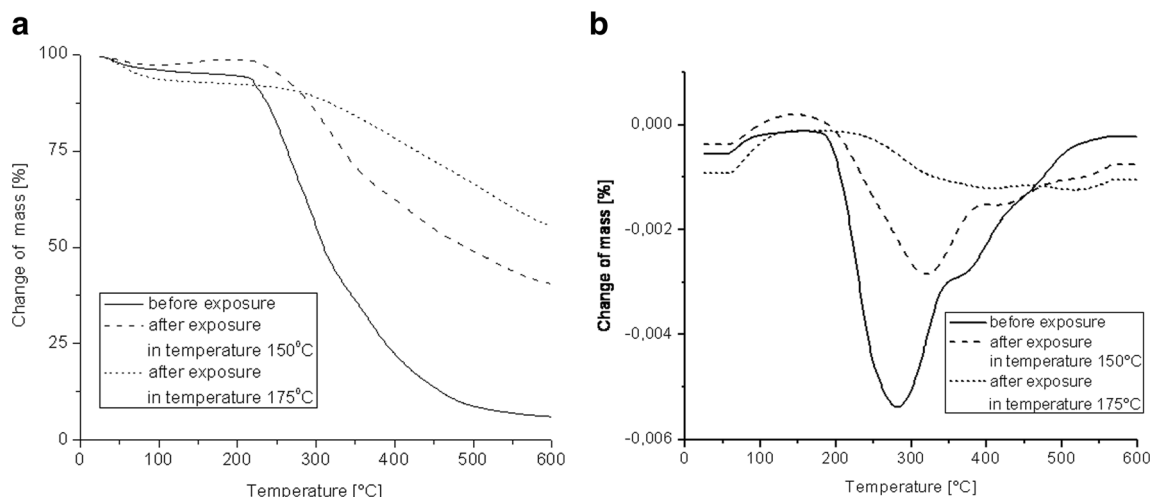 a
100
75
50
25
0
Change of mass [%]
before exposure
after exposure
in temperature 150°C
after exposure
in temperature 175°C
0 100 200 300 400 500 600
Temperature [°C]
b
0,000
-0,002
-0,004
-0,006
Change of mass [%]
before exposure
after exposure
in temperature 150°C
after exposure
in temperature 175°C
0 100 200 300 400 500 600
Temperature [°C]